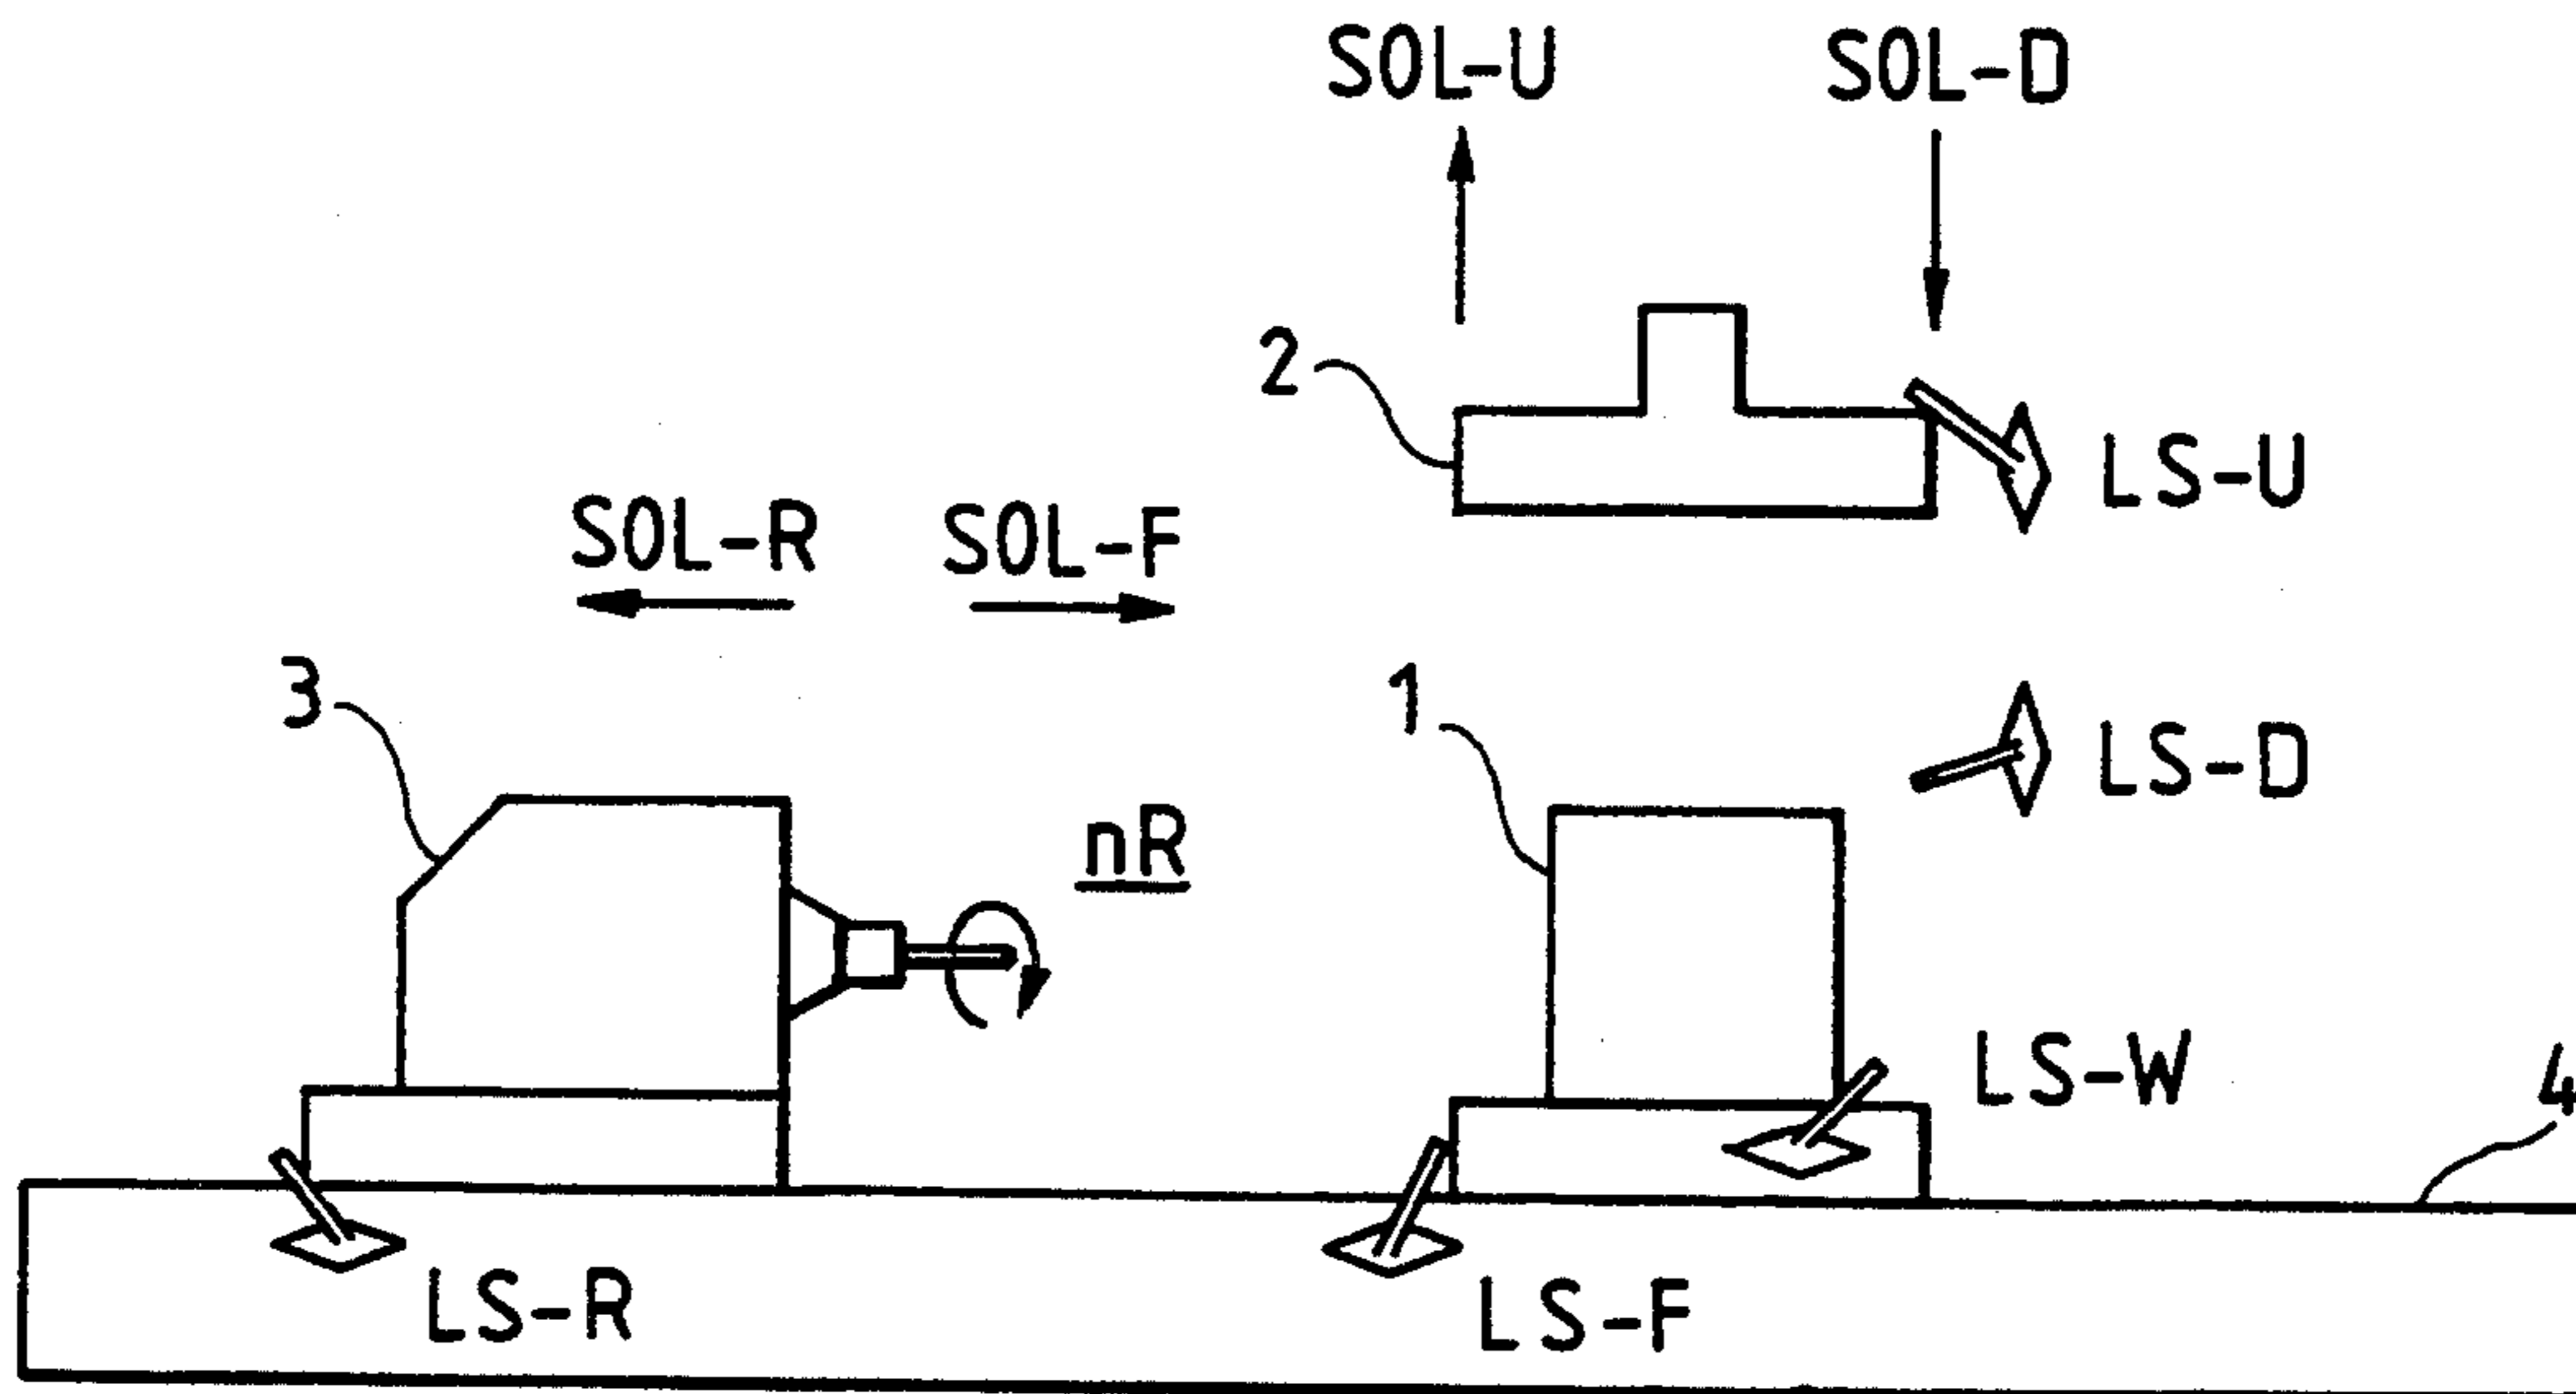 SOL-U SOL-D
2
LS-U
SOL-R SOL-F
3
1
LS-D
nR
LS-W
4
LS-R
LS-F